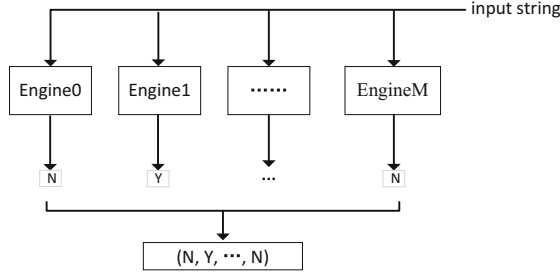 input string
Engine0 Engine1 ...... EngineM
N Y ... N
(N, Y, ..., N)